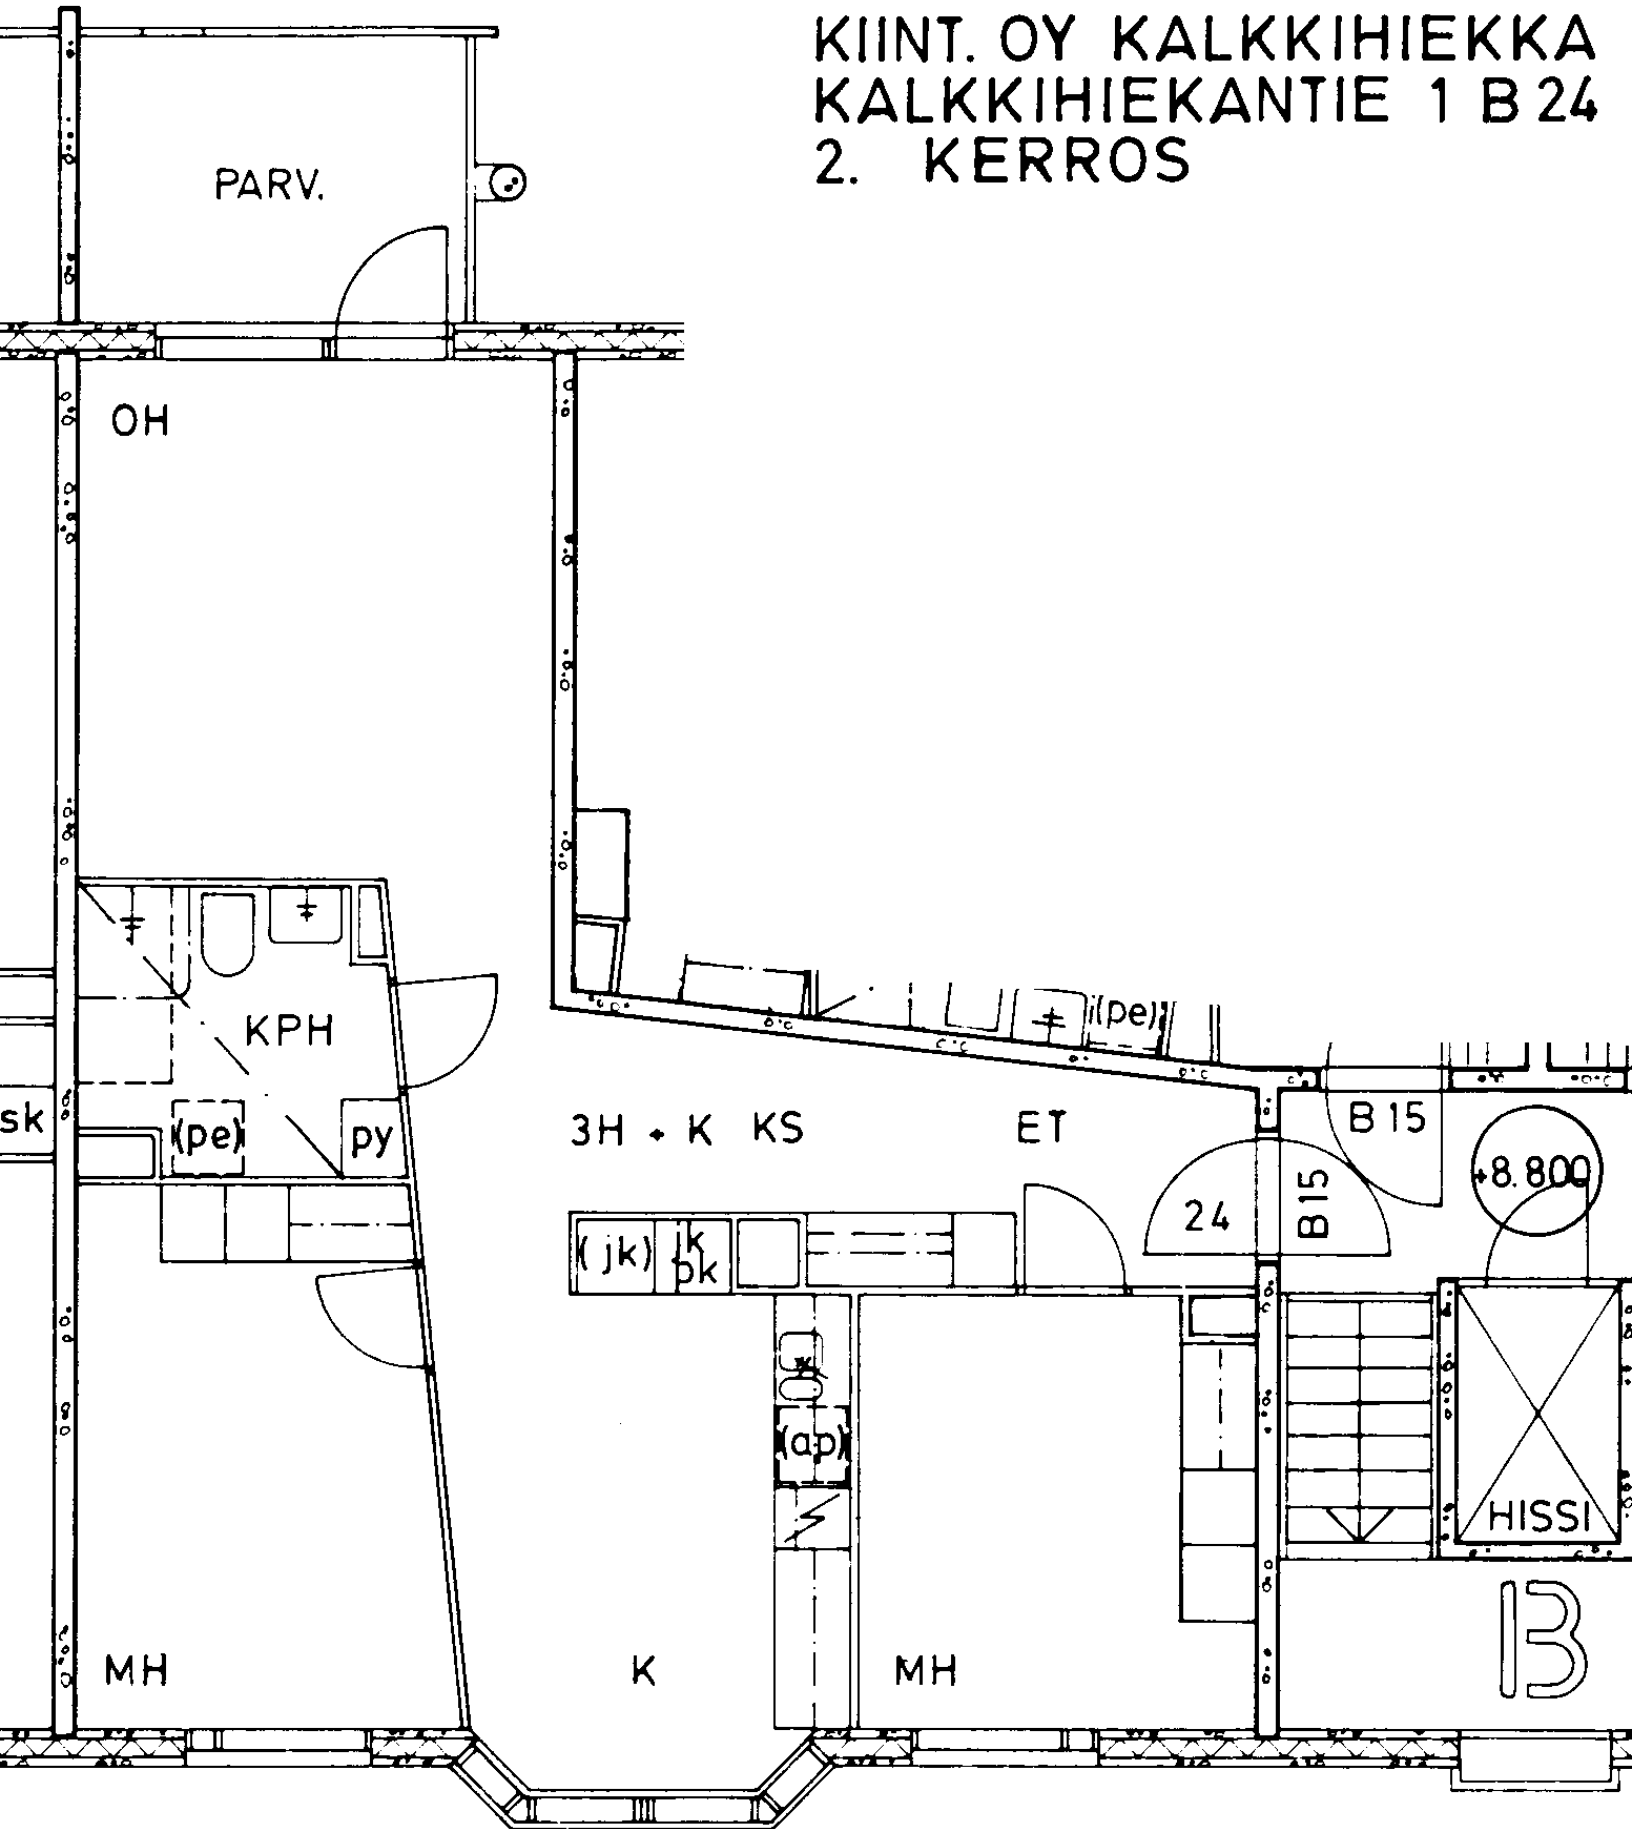 KIINT. OY KALKKIHIEKKA
KALKKIHIEKANTIE 1 B 24
2. KERROS
PARV.
OH
KPH
(pe)
sk
(pe)
py
3H + K KS
ET
B 15
+8.800
24
B15
(jk)
jk
pk
(ap)
HISSI
MH
K
MH
B